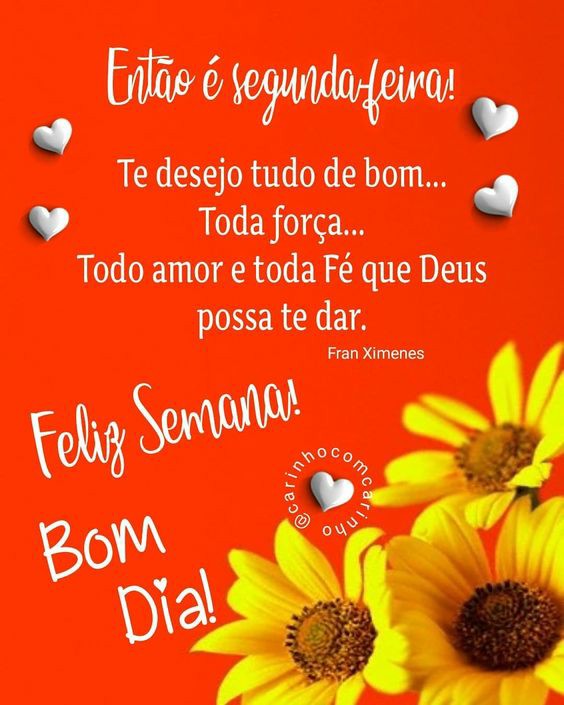 Então é segunda-feira!
Te desejo tudo de bom...
Toda força...
Todo amor e toda Fé que Deus
possa te dar.
Fran Ximenes
Feliz Semana!
@carinhocomcarinho
Bom
Dia!